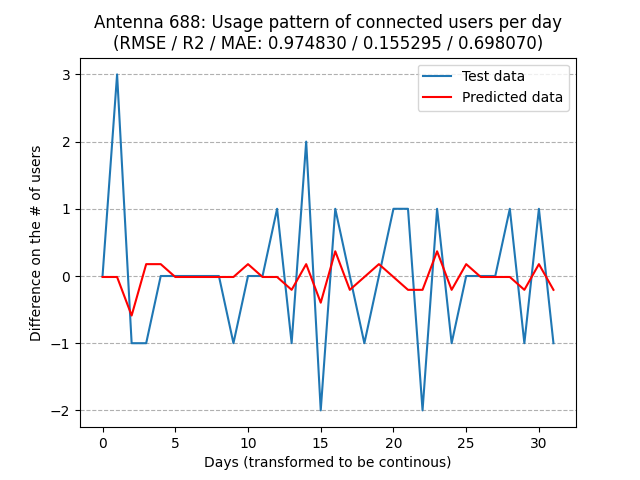 Antenna 688: Usage pattern of connected users per day
(RMSE / R2 / MAE: 0.974830 / 0.155295 / 0.698070)
Test data
Predicted data
Difference on the # of users
3
2
1
0
−1
−2
0
5
10
15
20
25
30
Days (transformed to be continous)